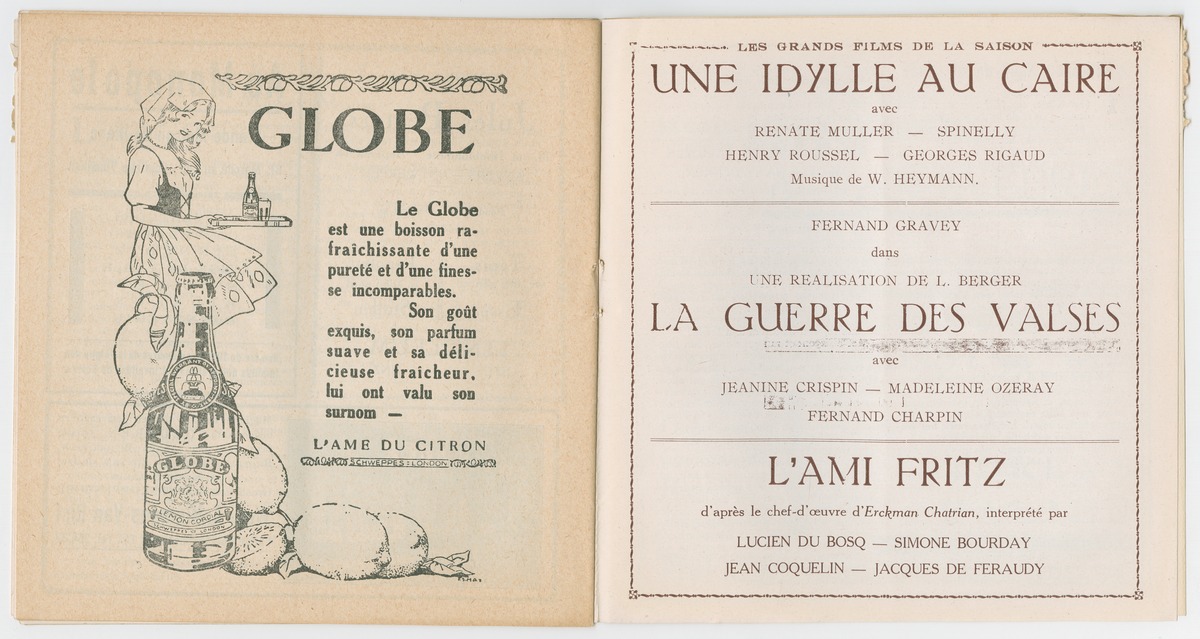 GLOBE
Le Globe
est une boisson ra-
fraîchissante d'une
pureté et d'une fines-
se incomparables.
Son goût
exquis, son parfum
suave et sa déli-
cieuse fraicheur,
lui ont valu son
surnom —
L'AME DU CITRON
SCHWEPPES : LONDON
GLOBE
LEMON CORDIAL
LES GRANDS FILMS DE LA SAISON
UNE IDYLLE AU CAIRE
avec
RENATE MULLER — SPINELLY
HENRY ROUSSEL — GEORGES RIGAUD
Musique de W. HEYMANN.
FERNAND GRAVEY
dans
UNE REALISATION DE L. BERGER
LA GUERRE DES VALSES
avec
JEANINE CRISPIN — MADELEINE OZERAY
FERNAND CHARPIN
L'AMI FRITZ
d'après le chef-d'œuvre d'Erckman Chatrian, interprété par
LUCIEN DU BOSQ — SIMONE BOURDAY
JEAN COQUELIN — JACQUES DE FERAUDY